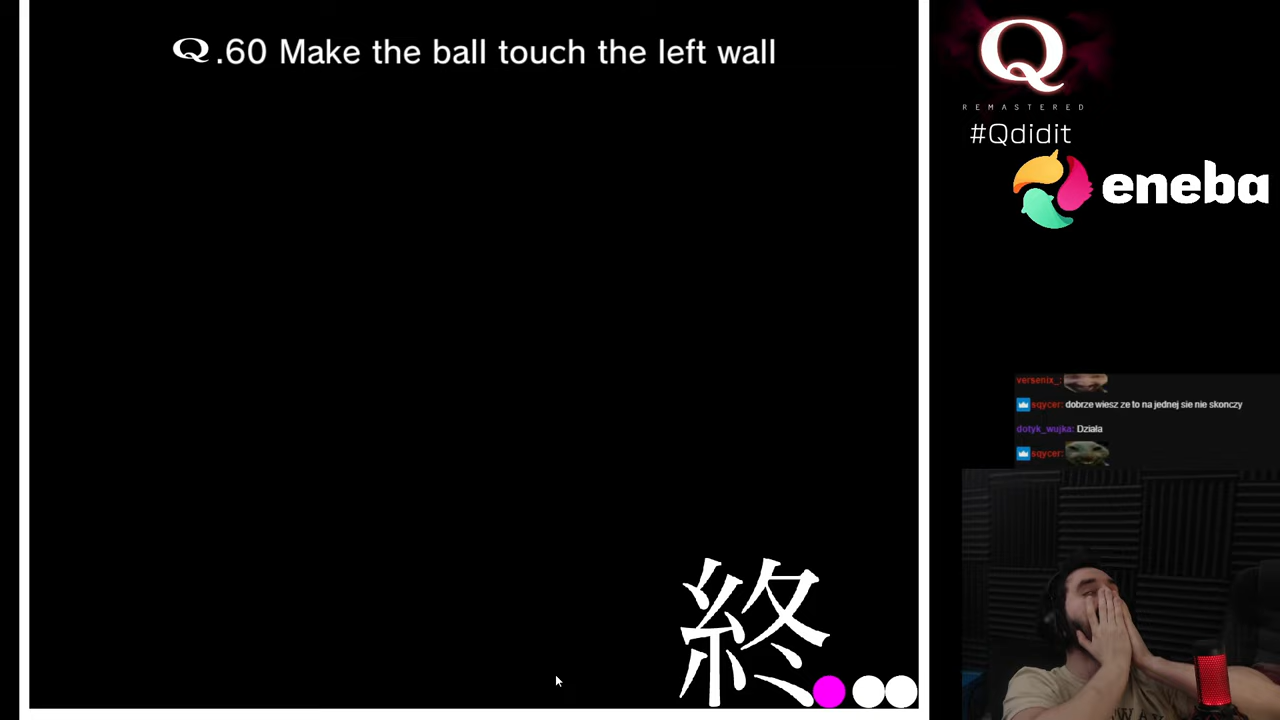 Q.60 Make the ball touch the left wall
Q
REMASTERED
#Qdidit
eneba
versenix_:
sqycer: dobrze wiesz ze to na jednej sie nie skonczy
dotyk_wujka: Działa
sqycer:
終